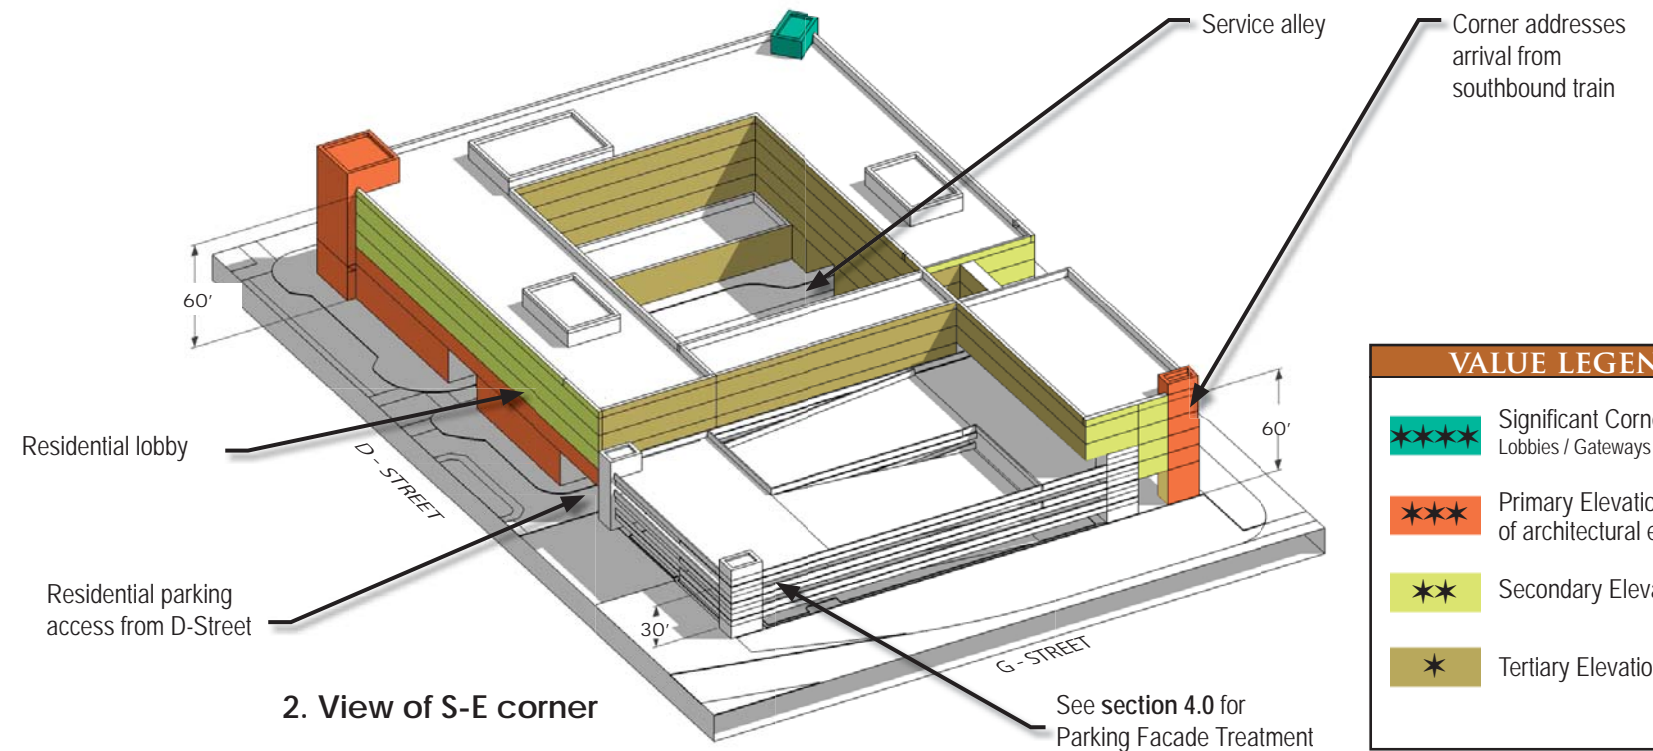 Service alley
Corner addresses
arrival from
southbound train
60'
VALUE LEGEN
Significant Corne
Lobbies / Gateways
60'
Residential lobby
D - STREET
Primary Elevatio
of architectural e
Secondary Eleva
Residential parking
access from D-Street
30'
G - STREET
Tertiary Elevatio
2. View of S-E corner
See section 4.0 for
Parking Facade Treatment